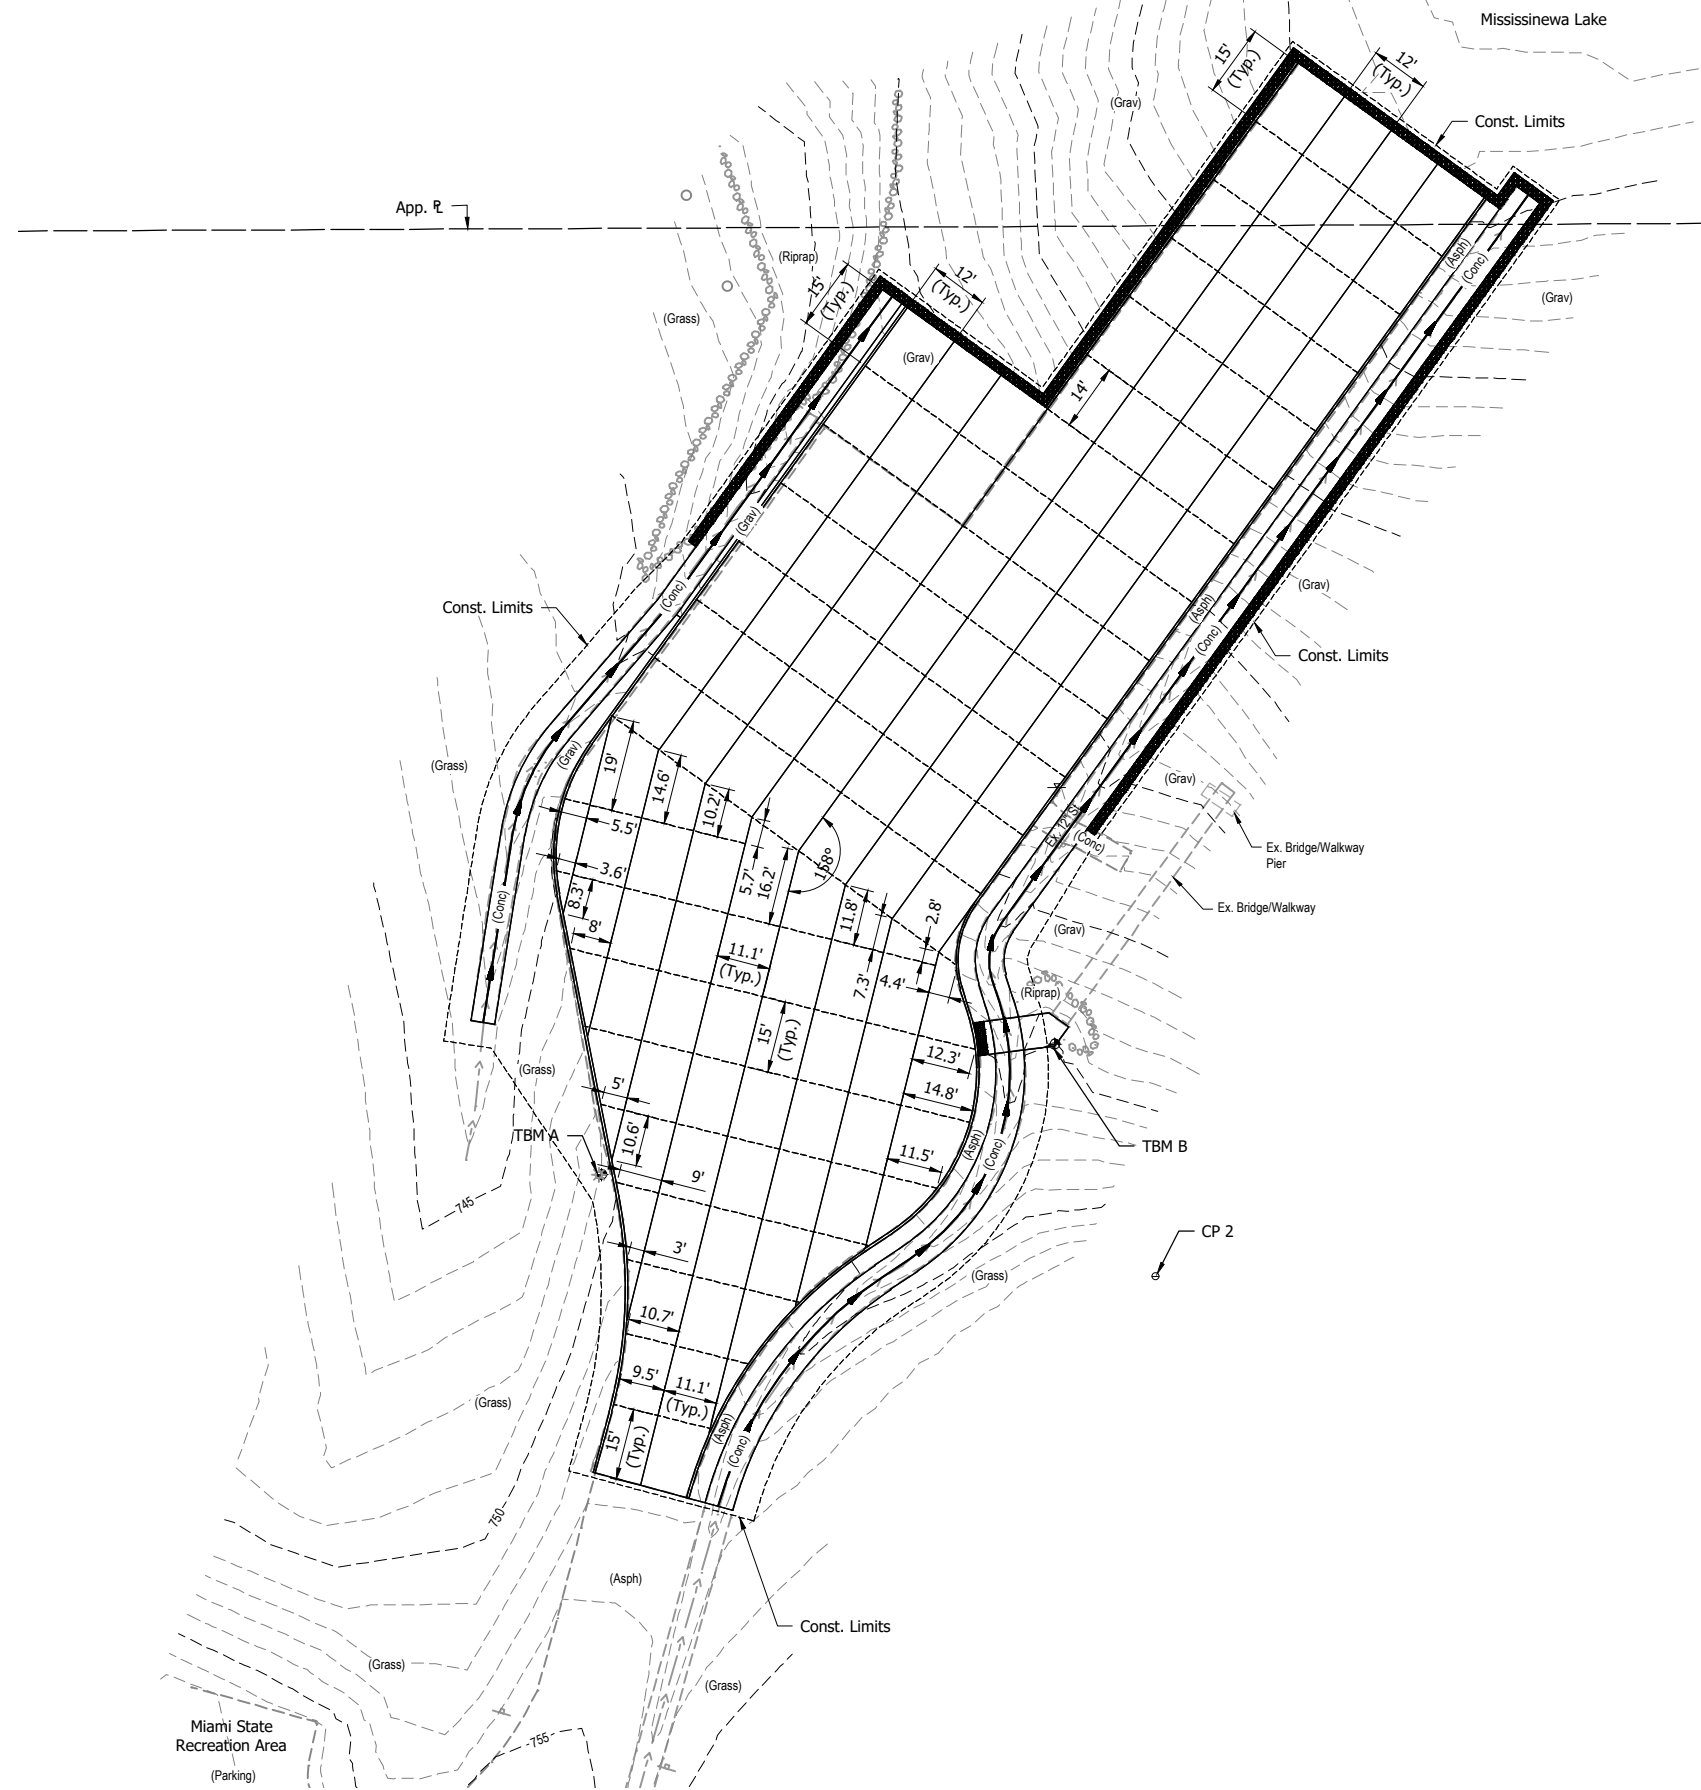 Mississinewa Lake
15'
(Typ.)
12'
(Typ.)
(Grav)
Const. Limits
App. ℄
(Riprap)
15'
(Typ.)
12'
(Typ.)
(Asph)
(Conc)
(Grav)
(Grass)
(Grav)
14'
(Grav)
(Conc)
Const. Limits
(Grav)
(Asph)
(Conc)
Const. Limits
(Grav)
(Grass)
19'
14.6'
10.2'
5.5'
(Grav)
Ex. 12" St
(Conc)
Ex. Bridge/Walkway
Pier
158°
3.6'
5.7'
16.2'
8.3'
8'
11.8'
2.8'
(Conc)
Ex. Bridge/Walkway
(Grav)
11.1'
(Typ.)
7.3'
4.4'
(Riprap)
15'
(Typ.)
12.3'
(Grass)
5'
14.8'
TBM A
10.6'
TBM B
(Asph)
(Conc)
11.5'
9'
745
CP 2
3'
(Grass)
10.7'
9.5'
11.1'
(Typ.)
(Grass)
15'
(Typ.)
(Asph)
(Conc)
750
(Asph)
Const. Limits
(Grass)
(Grass)
Miami State
Recreation Area
755
(Parking)